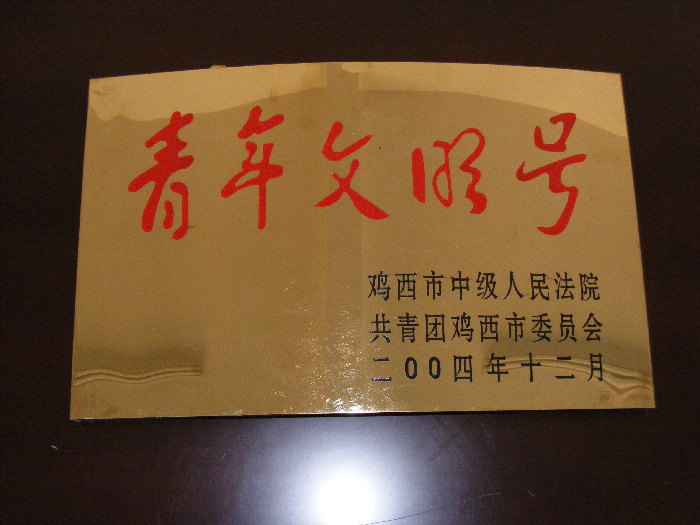 青年文明号
鸡西市中级人民法院
共青团鸡西市委员会
二00四年十二月